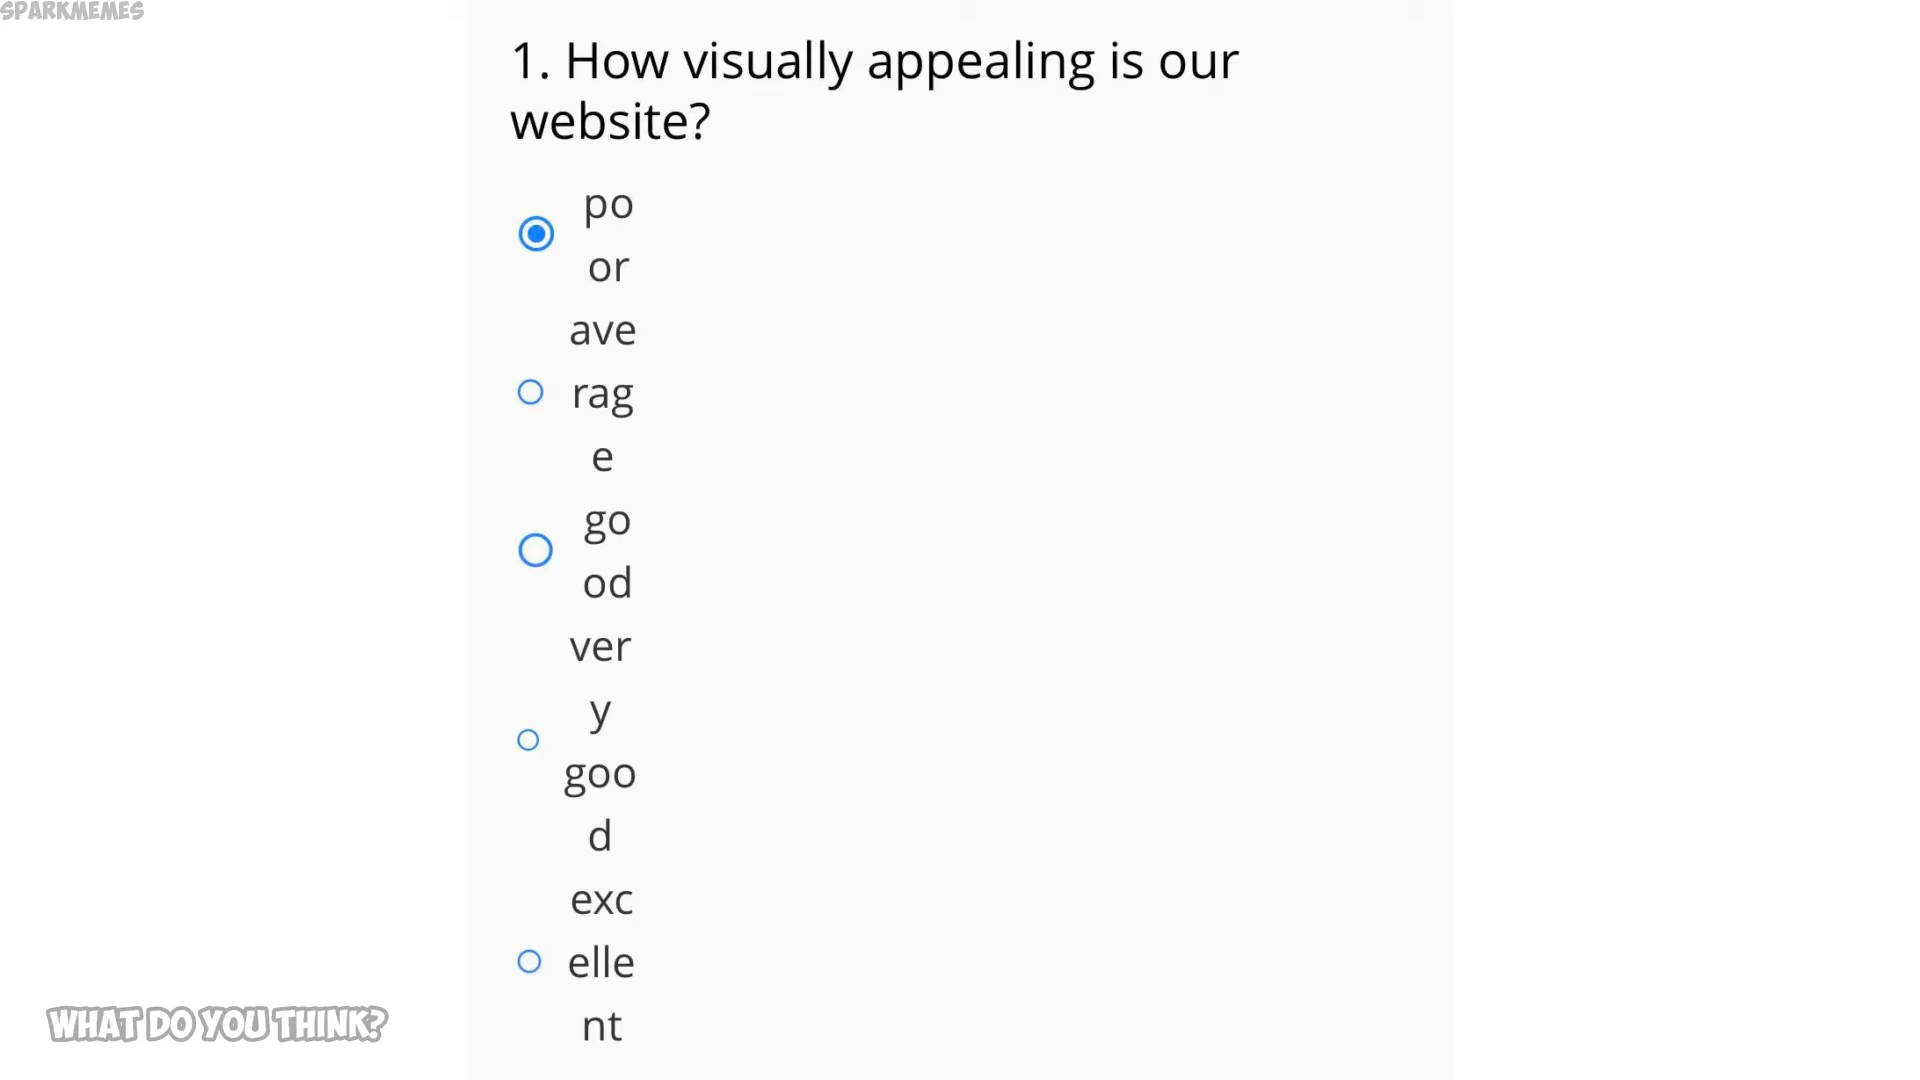 SPARKMEMES
1. How visually appealing is our
website?
po
or
ave
rag
e
go
od
ver
y
goo
d
exc
elle
nt
WHAT DO YOU THINK?